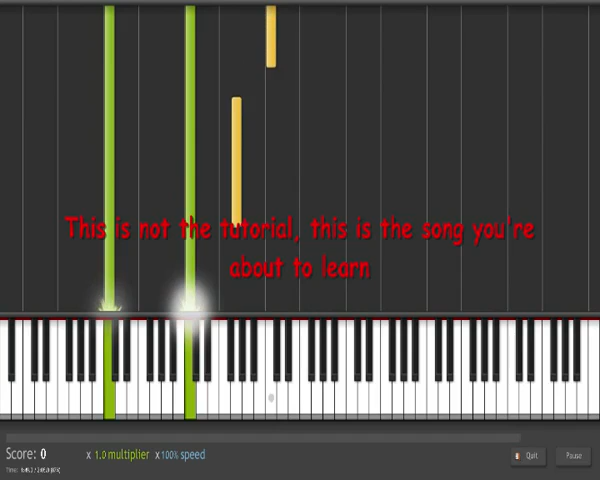 This is not the tutorial, this is the song you're
about to learn
Score: 0 x 1.0 multiplier x100% speed
Quit
Pause